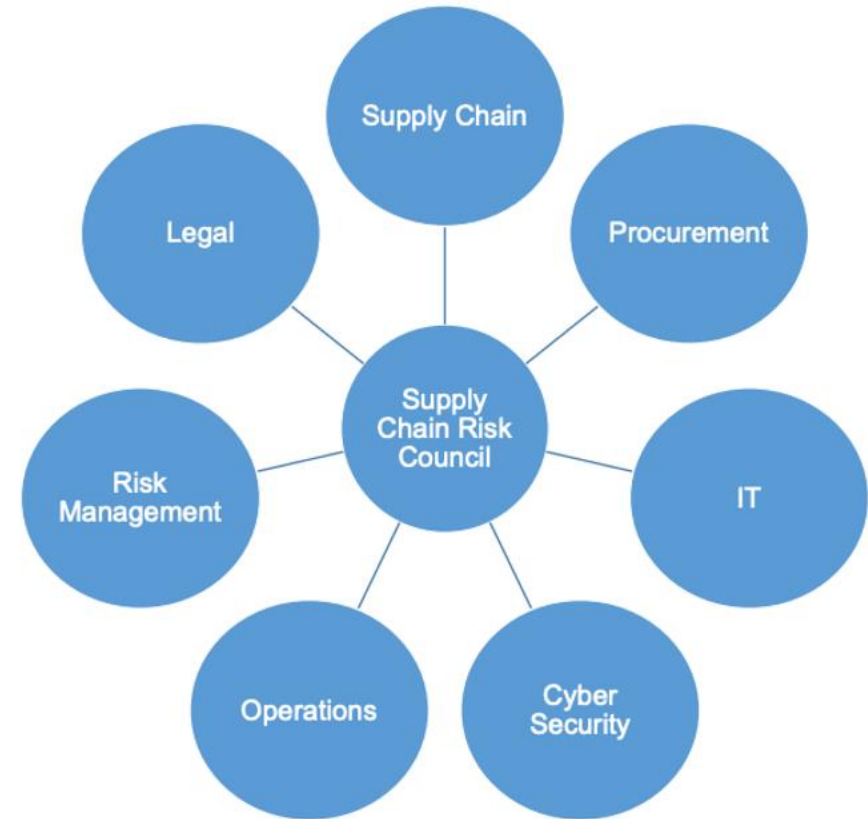 Supply Chain
Legal
Procurement
Supply
Chain Risk
Council
Risk
Management
IT
Operations
Cyber
Security